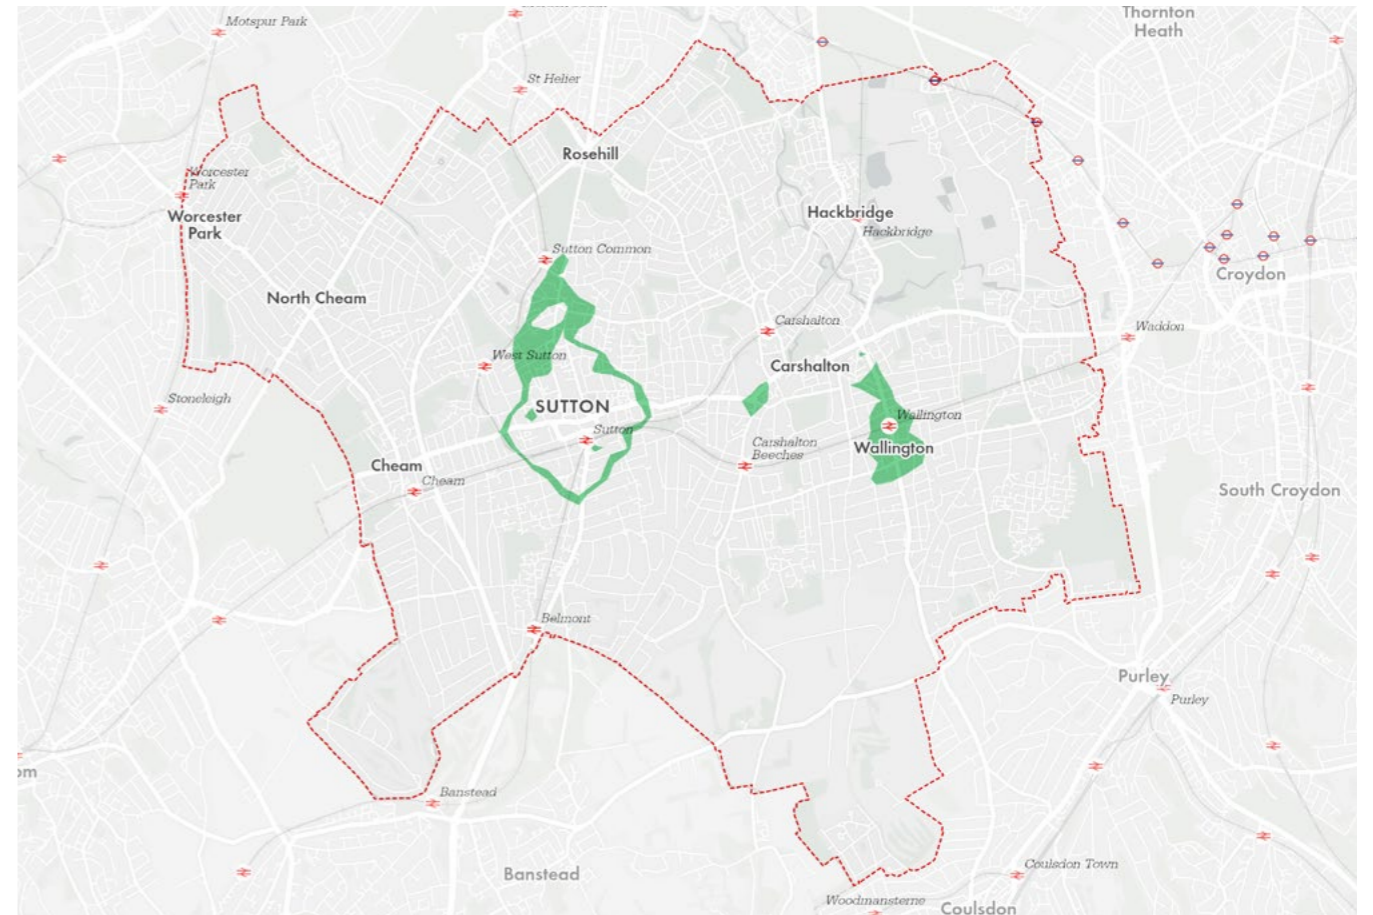 Motspur Park
Thornton
Heath
St Helier
Rosehill
Worcester
Park
Worcester
Park
Hackbridge
Hackbridge
Sutton Common
Croydon
North Cheam
Carshalton
Waddon
West Sutton
Carshalton
Stoneleigh
SUTTON
Wallington
Sutton
Carshalton
Beeches
Wallington
Cheam
Cheam
South Croydon
Belmont
Purley
Purley
om
Banstead
Banstead
Coulsdon Town
Woodmansterne
Coulsdon